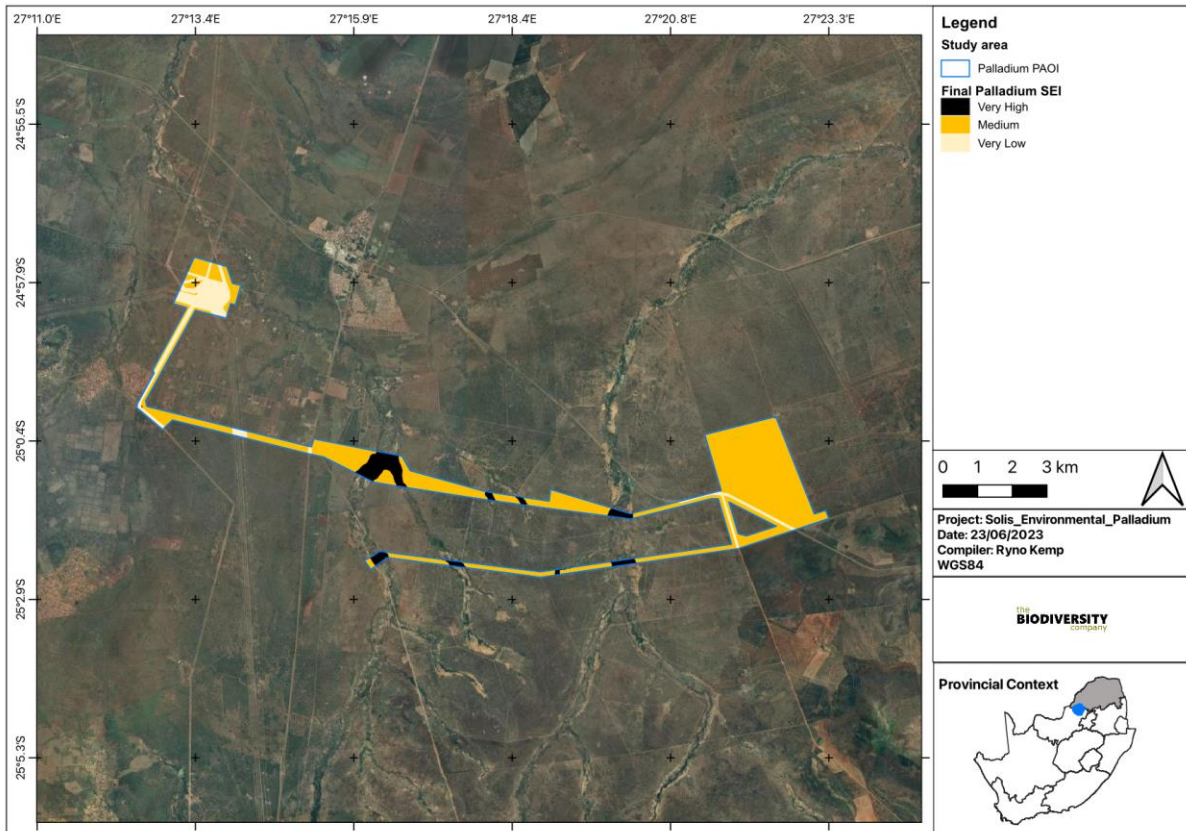 27°11.0'E 27°13.4'E 27°15.9'E 27°18.4'E 27°20.8'E 27°23.3'E
24°55.5'S
24°57.9'S
25°0.4'S
25°2.9'S
25°5.3'S
Legend
Study area
Palladium PAOI
Final Palladium SEI
Very High
Medium
Very Low
0 1 2 3 km
Project: Solis_Environmental_Palladium
Date: 23/06/2023
Compiler: Ryno Kemp
WGS84
the
BIODIVERSITY
company
Provincial Context